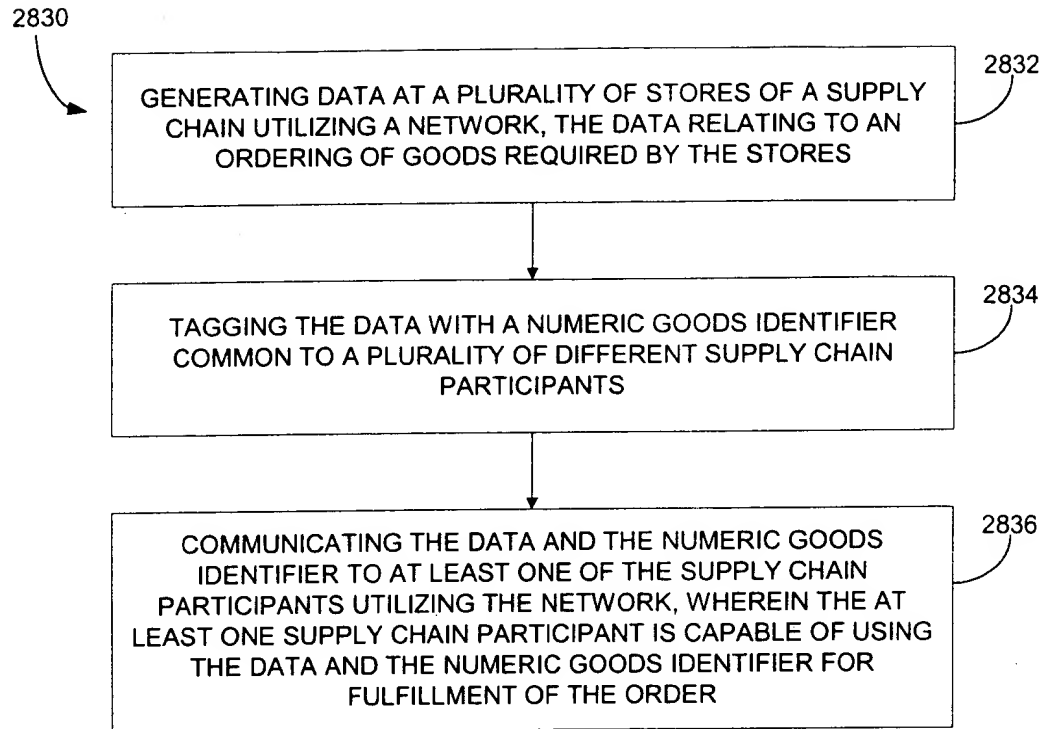 2830
2832
GENERATING DATA AT A PLURALITY OF STORES OF A SUPPLY
CHAIN UTILIZING A NETWORK, THE DATA RELATING TO AN
ORDERING OF GOODS REQUIRED BY THE STORES
2834
TAGGING THE DATA WITH A NUMERIC GOODS IDENTIFIER
COMMON TO A PLURALITY OF DIFFERENT SUPPLY CHAIN
PARTICIPANTS
2836
COMMUNICATING THE DATA AND THE NUMERIC GOODS
IDENTIFIER TO AT LEAST ONE OF THE SUPPLY CHAIN
PARTICIPANTS UTILIZING THE NETWORK, WHEREIN THE AT
LEAST ONE SUPPLY CHAIN PARTICIPANT IS CAPABLE OF USING
THE DATA AND THE NUMERIC GOODS IDENTIFIER FOR
FULFILLMENT OF THE ORDER